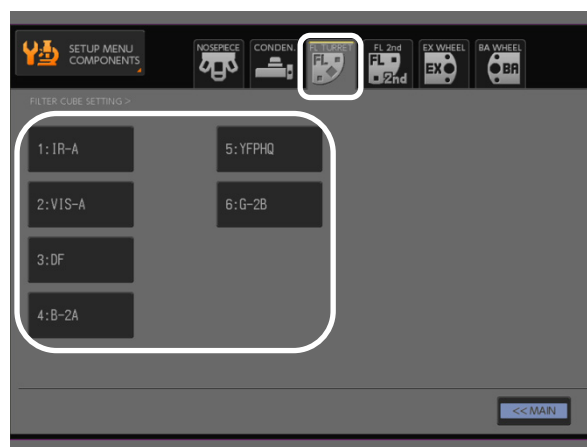 SETUP MENU
COMPONENTS
NOSEPIECE
CONDEN.
FL TURRET
FL
FL 2nd
FL
2nd
EX WHEEL
EX
BA WHEEL
BA
FILTER CUBE SETTING >
1:IR-A
5:YFPHQ
2:VIS-A
6:G-2B
3:DF
4:B-2A
<< MAIN